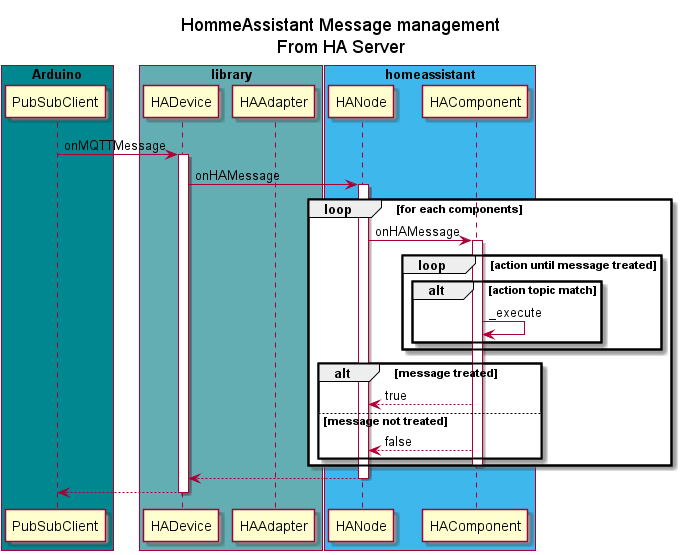 HommeAssistant Message management
From HA Server
Arduino
library
homeassistant
PubSubClient
HADevice
HAAdapter
HANode
HAComponent
onMQTTMessage
onHAMessage
loop
[for each components]
onHAMessage
loop
[action until message treated]
alt
[action topic match]
_execute
alt
[message treated]
true
[message not treated]
false
PubSubClient
HADevice
HAAdapter
HANode
HAComponent